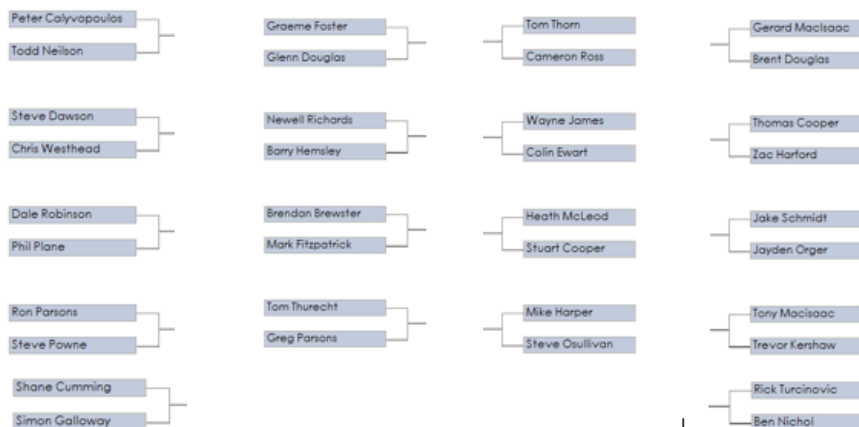 Peter Calyvopoulos
Todd Neilson
Steve Dawson
Chris Westhead
Dale Robinson
Phil Plane
Ron Parsons
Steve Powne
Shane Cumming
Simon Galloway
Graeme Foster
Glenn Douglas
Newell Richards
Barry Hemsley
Brendan Brewster
Mark Fitzpatrick
Tom Thurecht
Greg Parsons
Tom Thorn
Cameron Ross
Wayne James
Colin Ewart
Heath McLeod
Stuart Cooper
Mike Harper
Steve Osullivan
Gerard MacIsaac
Brent Douglas
Thomas Cooper
Zac Harford
Jake Schmidt
Jayden Orger
Tony Macisaac
Trevor Kershaw
Rick Turcinovic
Ben Nichol